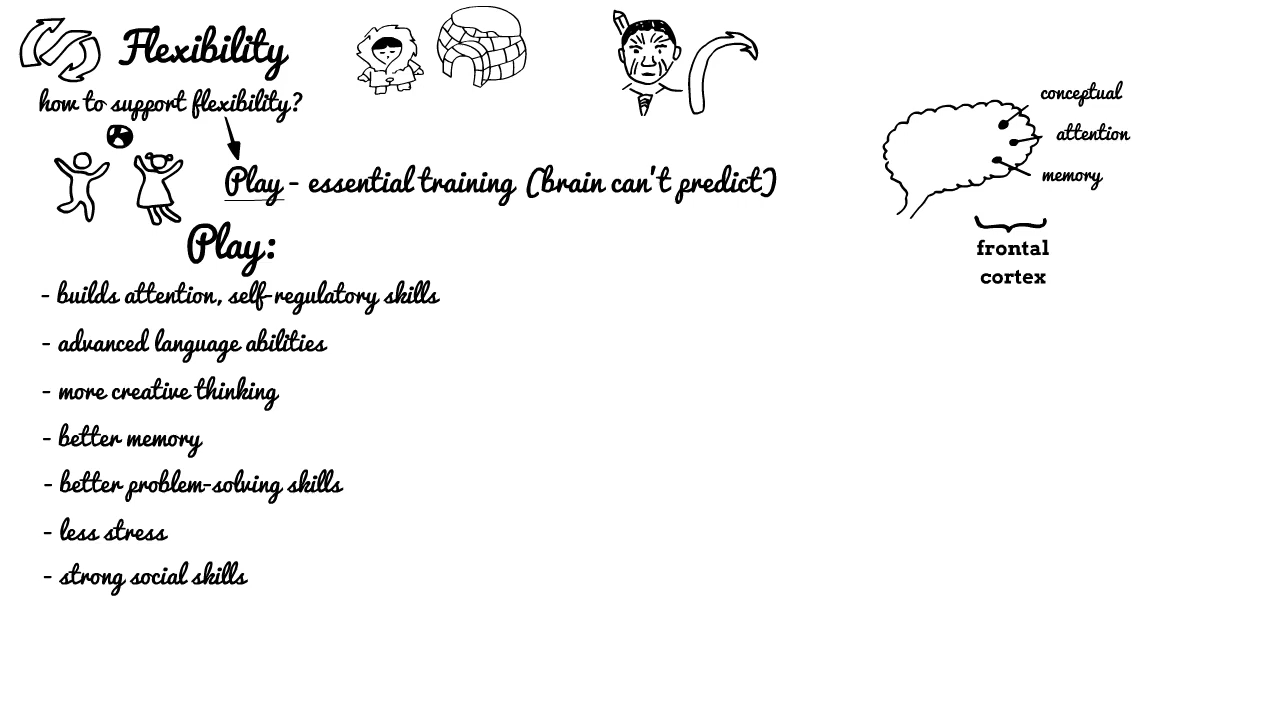 Flexibility
how to support flexibility?
Play - essential training (brain can't predict)
Play:
- builds attention, self-regulatory skills
- advanced language abilities
- more creative thinking
- better memory
- better problem-solving skills
- less stress
- strong social skills
conceptual
attention
memory
frontal
cortex